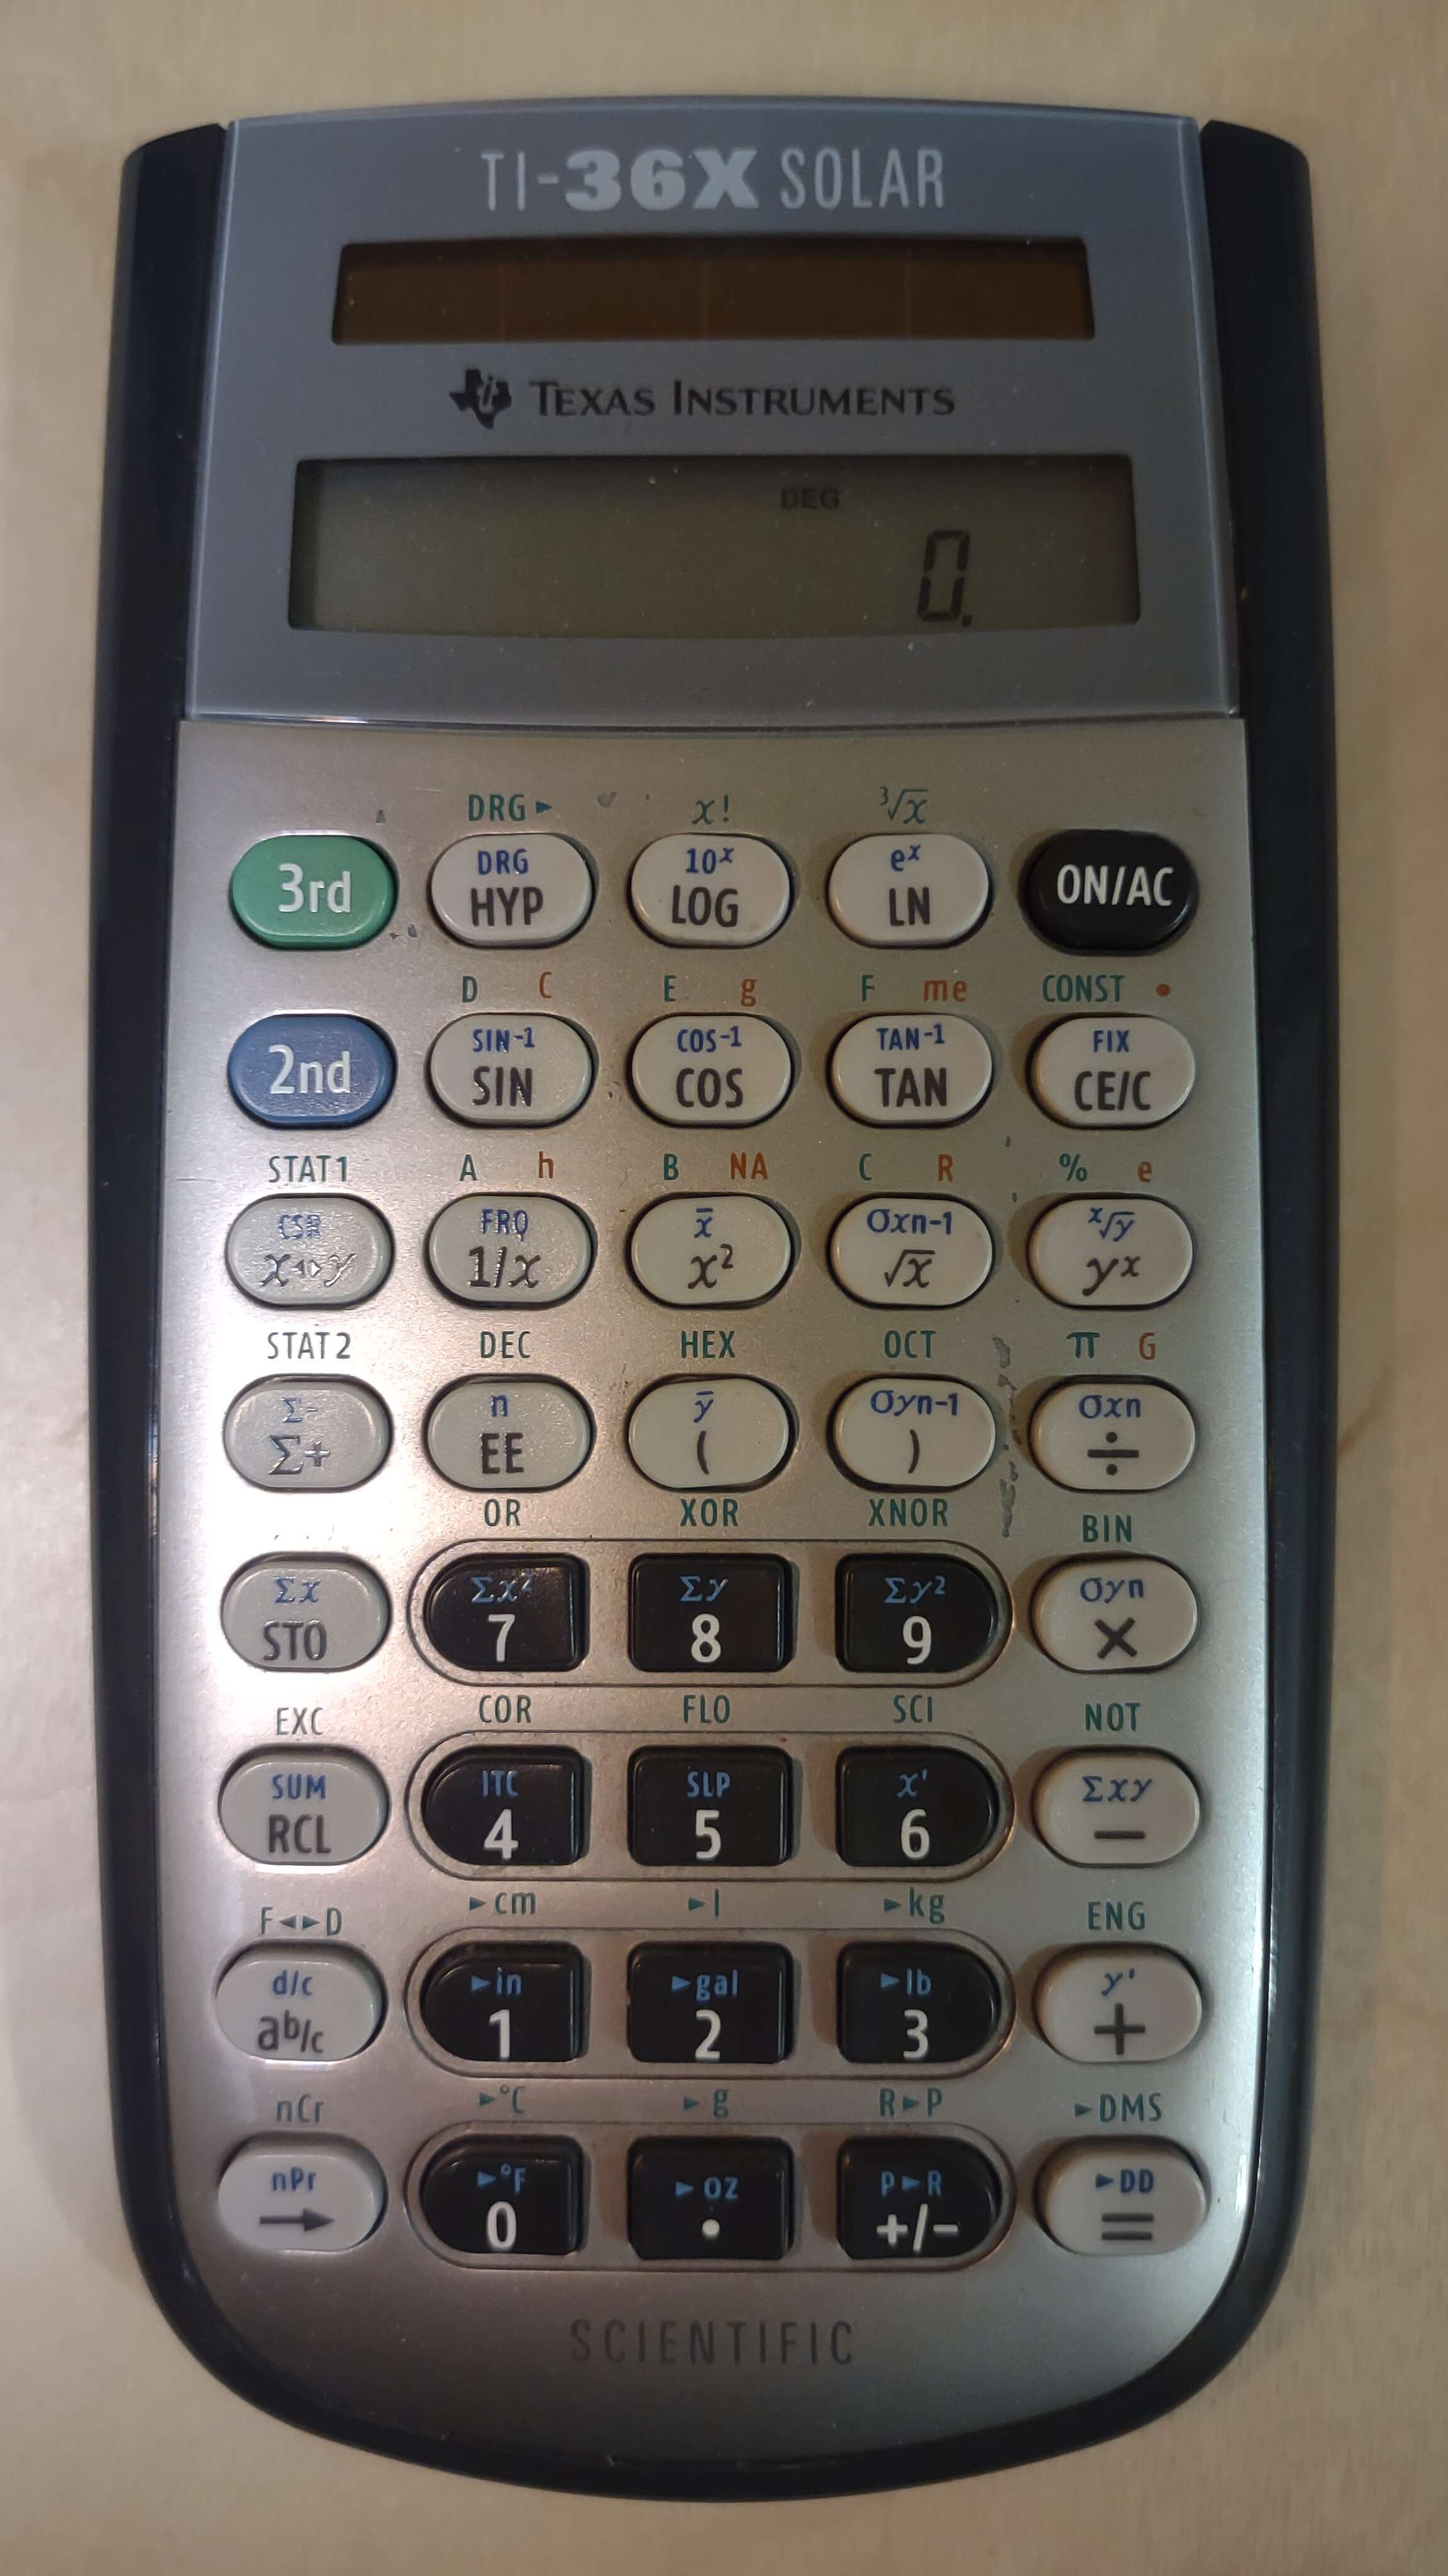 TI-36X SOLAR
TEXAS INSTRUMENTS
DEG
0.
DRG► x! ³√x
DRG 10ˣ eˣ
3rd HYP LOG LN ON/AC
D C E g F me CONST •
SIN⁻¹ COS⁻¹ TAN⁻¹ FIX
2nd SIN COS TAN CE/C
STAT1 A h B NA C R % e
CSR FRQ x̄ σxn-1 ˣ√y
x◄►y 1/x x² √x yˣ
STAT2 DEC HEX OCT π G
Σ- n ȳ σyn-1 σxn
Σ+ EE ( ) ÷
OR XOR XNOR BIN
Σx Σx² Σy Σy² σyn
STO 7 8 9 ×
EXC COR FLO SCI NOT
SUM ITC SLP x' Σxy
RCL 4 5 6 −
F◄►D ►cm ►l ►kg ENG
d/c ►in ►gal ►lb y'
ab/c 1 2 3 +
nCr ►°C ►g R►P ►DMS
nPr ►°F ►oz P►R ►DD
→ 0 . +/− =
SCIENTIFIC